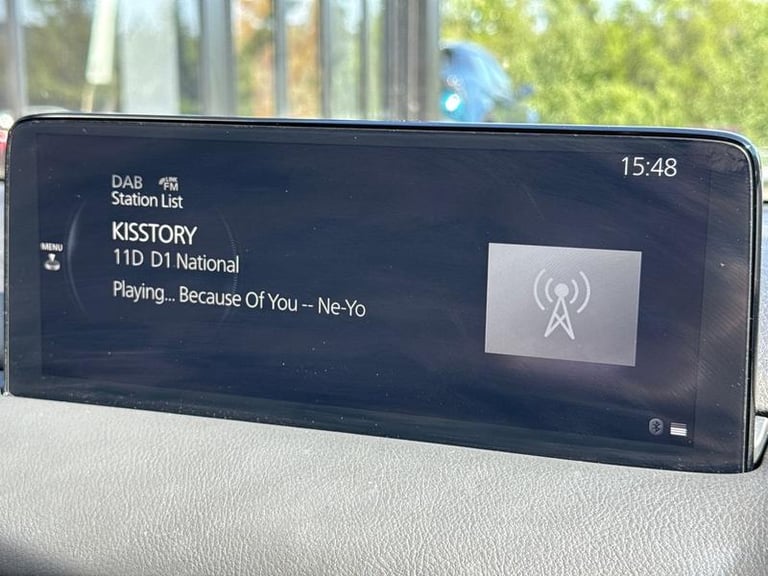 15:48
DAB LINK FM
Station List
KISSTORY
MENU
11D D1 National
Playing... Because Of You -- Ne-Yo